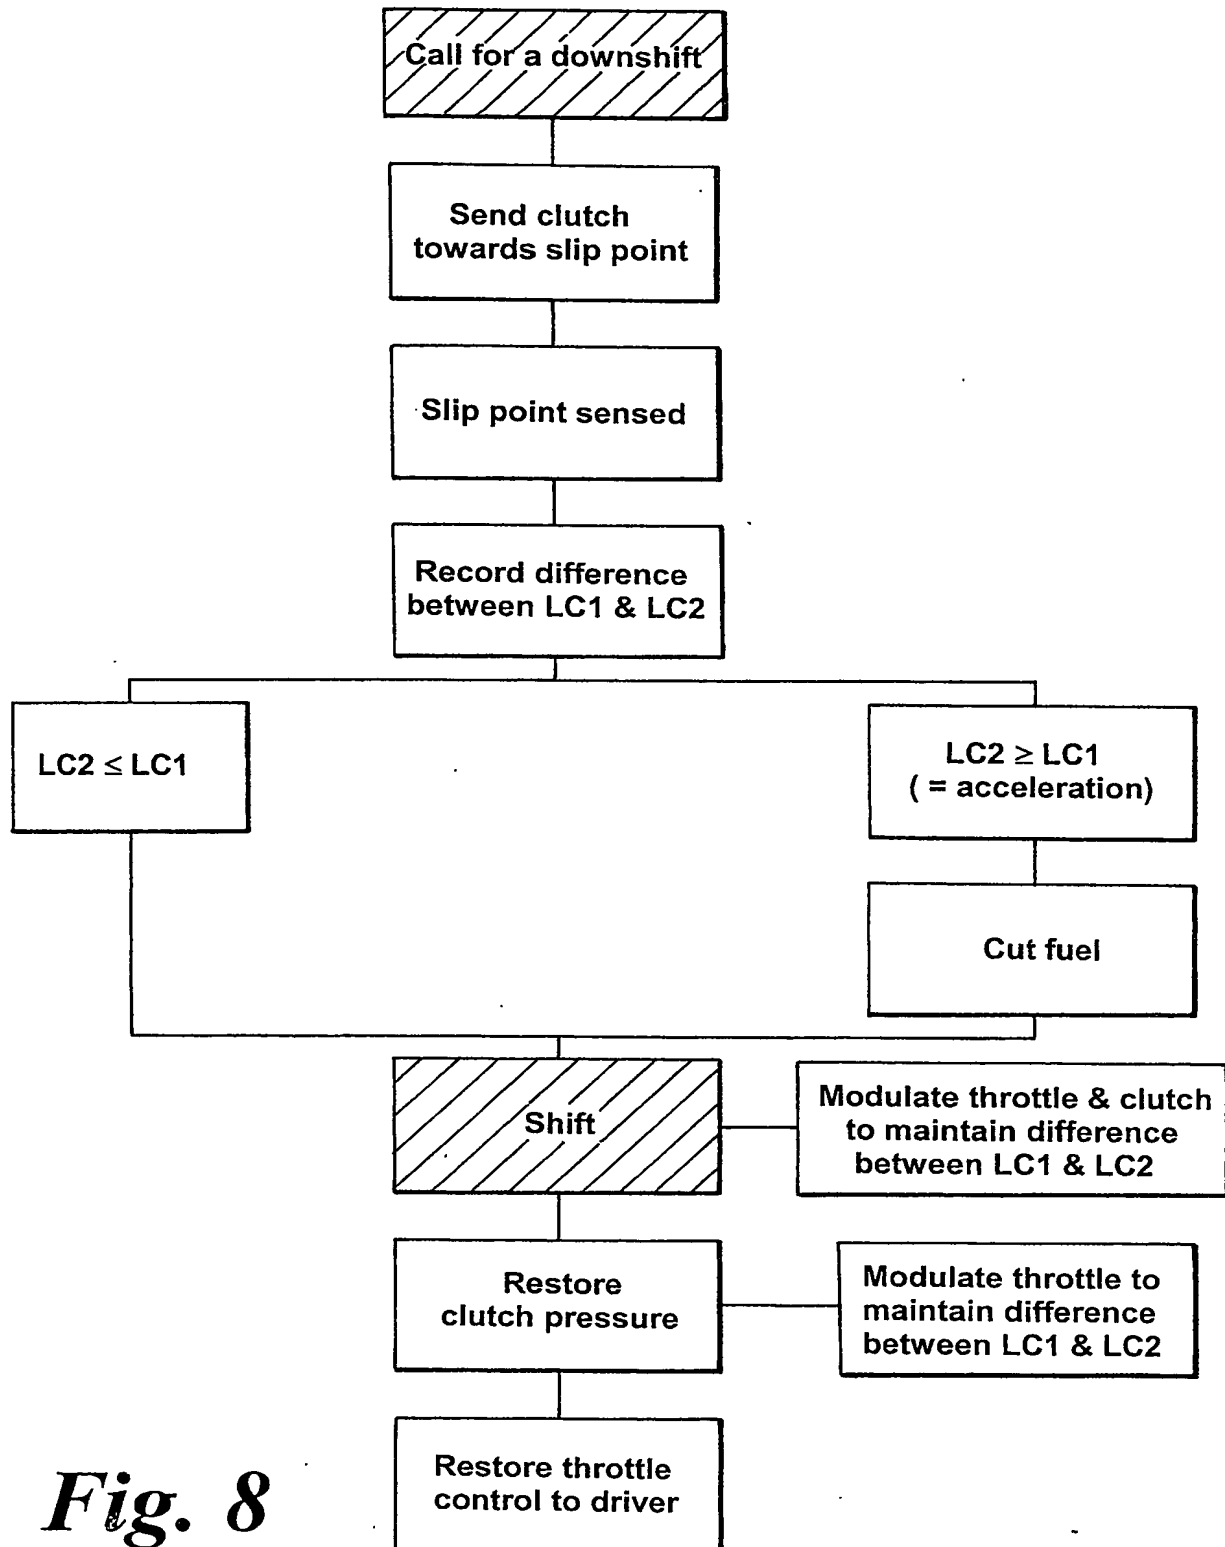 Call for a downshift
Send clutch
towards slip point
Slip point sensed
Record difference
between LC1 & LC2
LC2 ≤ LC1
LC2 ≥ LC1
( = acceleration)
Cut fuel
Shift
Modulate throttle & clutch
to maintain difference
between LC1 & LC2
Restore
clutch pressure
Modulate throttle to
maintain difference
between LC1 & LC2
Restore throttle
control to driver
Fig. 8